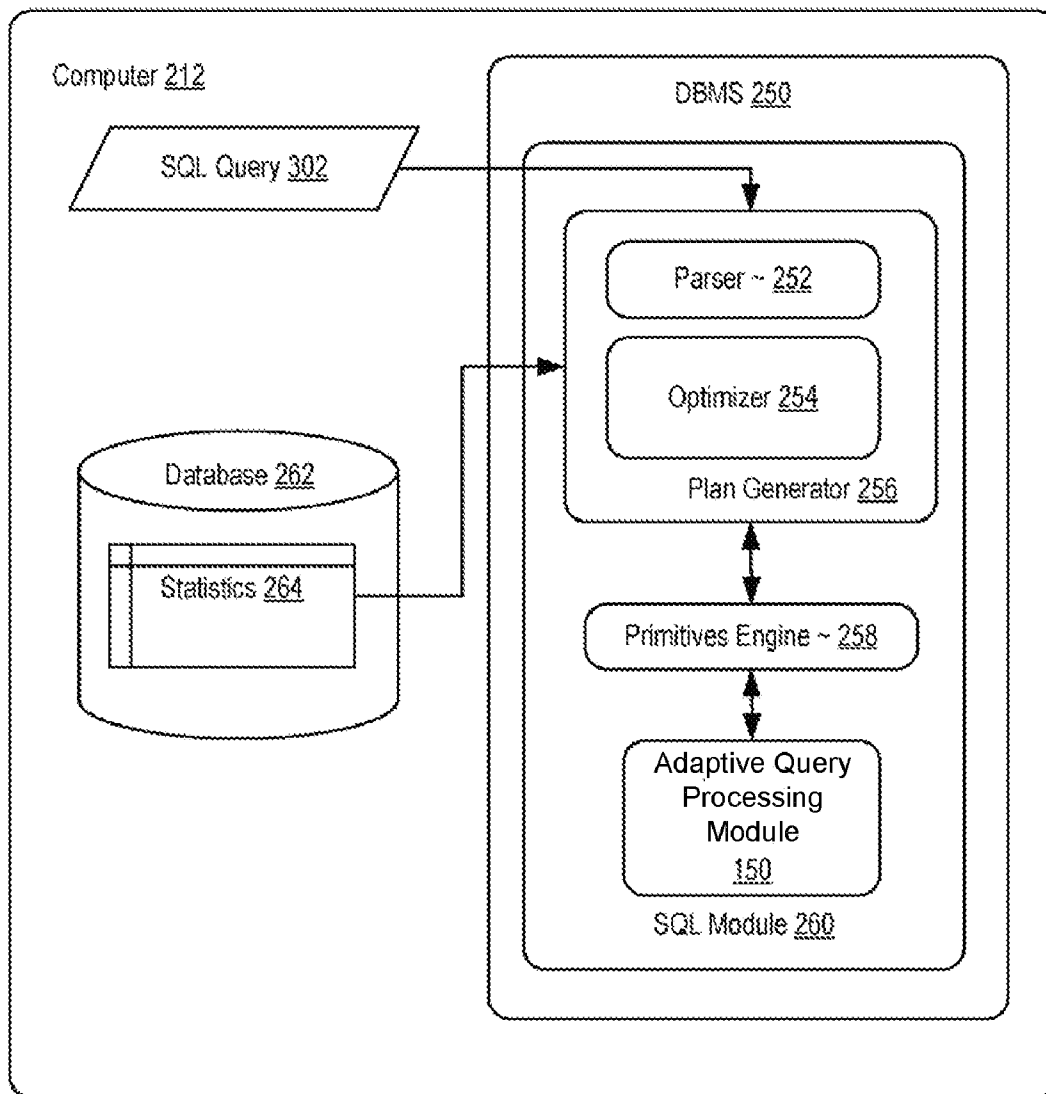 Computer 212
DBMS 250
SQL Query 302
Parser ~ 252
Optimizer 254
Plan Generator 256
Database 262
Statistics 264
Primitives Engine ~ 258
Adaptive Query
Processing
Module
150
SQL Module 260